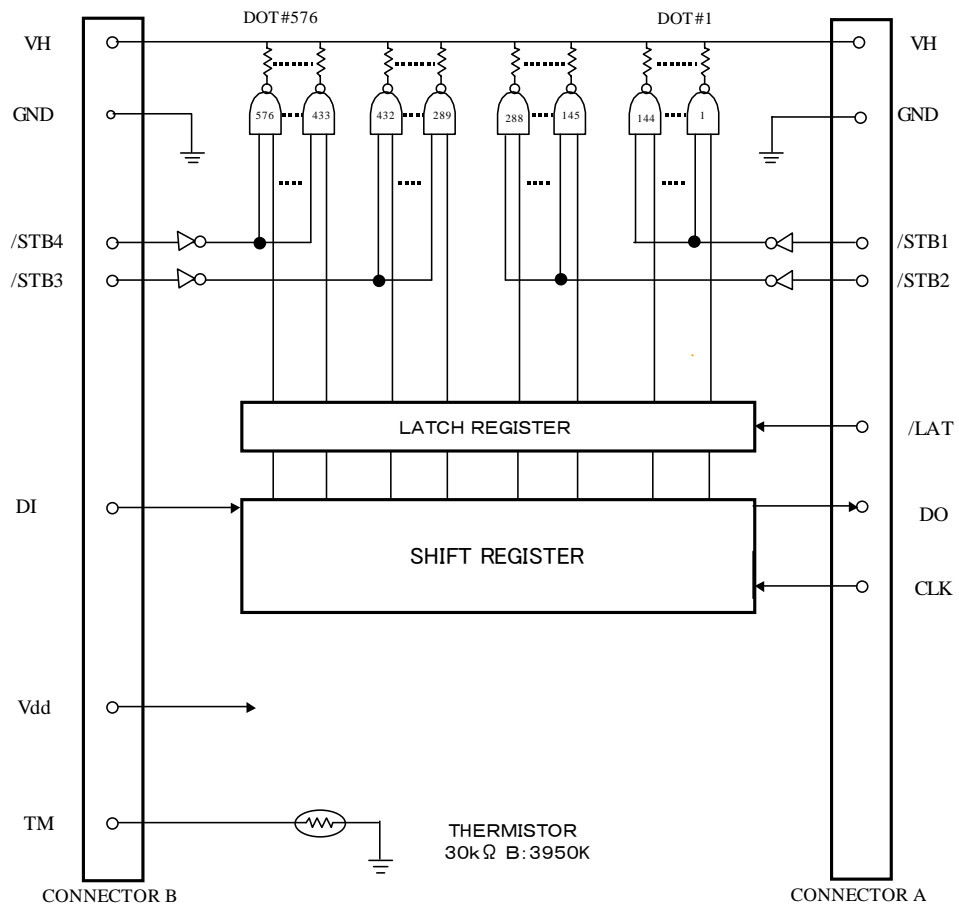 DOT#576
DOT#1
VH
VH
GND
576
433
432
289
288
145
144
1
GND
/STB4
/STB1
/STB3
/STB2
LATCH REGISTER
/LAT
DI
DO
SHIFT REGISTER
CLK
Vdd
TM
THERMISTOR
30kΩ B:3950K
CONNECTOR B
CONNECTOR A